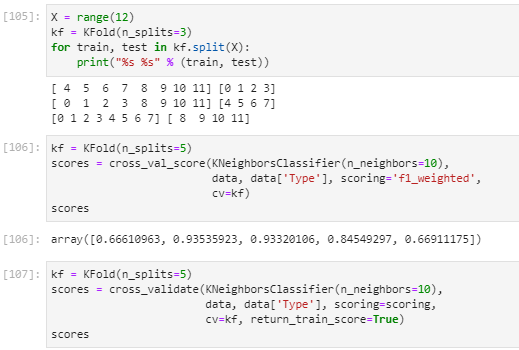 [105]: X = range(12)
kf = KFold(n_splits=3)
for train, test in kf.split(X):
    print("%s %s" % (train, test))
[ 4  5  6  7  8  9 10 11] [0 1 2 3]
[ 0  1  2  3  8  9 10 11] [4 5 6 7]
[0 1 2 3 4 5 6 7] [ 8  9 10 11]
[106]: kf = KFold(n_splits=5)
scores = cross_val_score(KNeighborsClassifier(n_neighbors=10),
                         data, data['Type'], scoring='f1_weighted',
                         cv=kf)
scores
[106]: array([0.66610963, 0.93535923, 0.93320106, 0.84549297, 0.66911175])
[107]: kf = KFold(n_splits=5)
scores = cross_validate(KNeighborsClassifier(n_neighbors=10),
                        data, data['Type'], scoring=scoring,
                        cv=kf, return_train_score=True)
scores